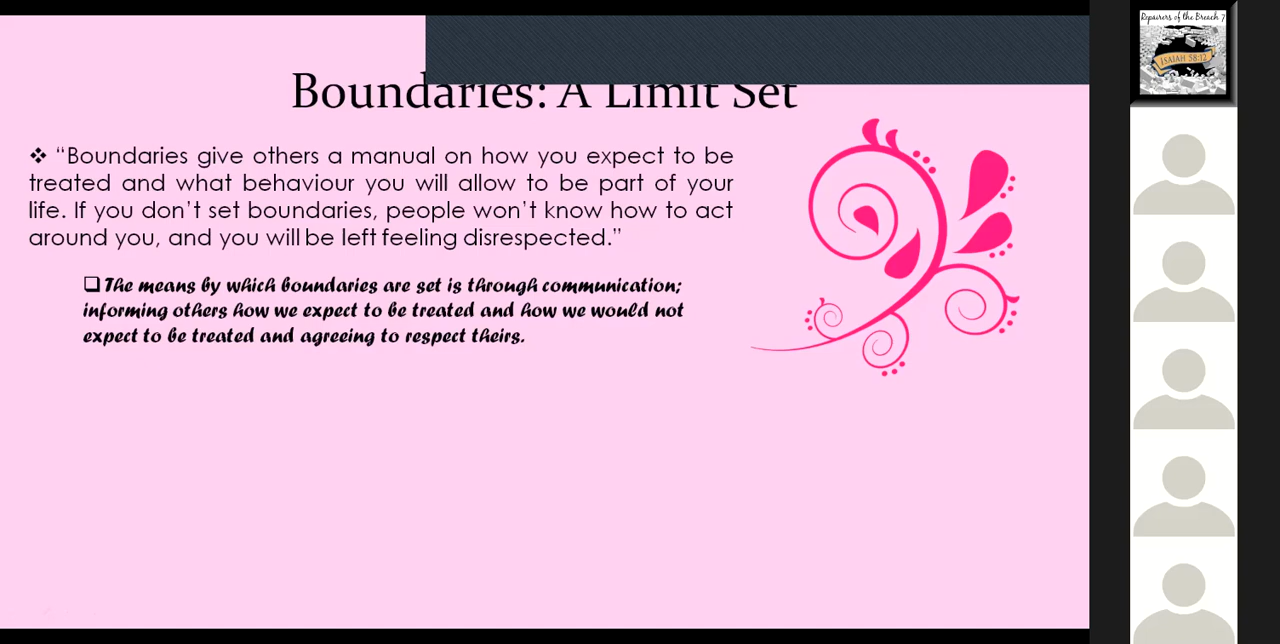 Repairers of the Breach 7
ISAIAH 58:12
Boundaries: A Limit Set
❖ “Boundaries give others a manual on how you expect to be
treated and what behaviour you will allow to be part of your
life. If you don’t set boundaries, people won’t know how to act
around you, and you will be left feeling disrespected.”
❑ The means by which boundaries are set is through communication;
informing others how we expect to be treated and how we would not
expect to be treated and agreeing to respect theirs.